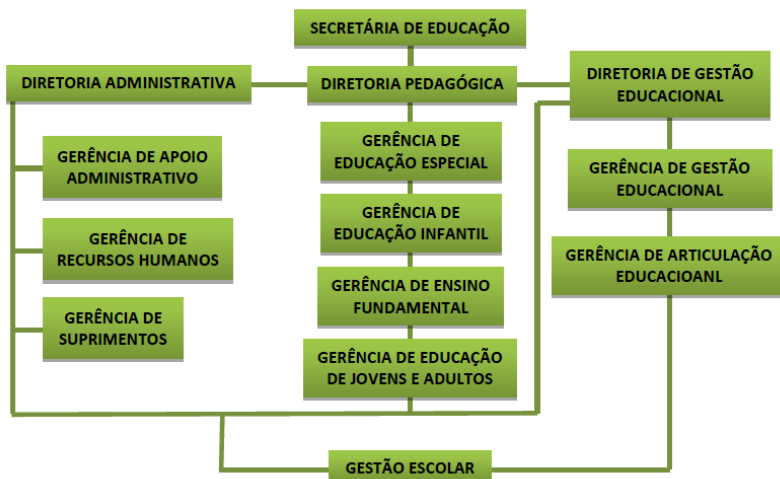 SECRETÁRIA DE EDUCAÇÃO
DIRETORIA ADMINISTRATIVA
DIRETORIA PEDAGÓGICA
DIRETORIA DE GESTÃO
EDUCACIONAL
GERÊNCIA DE APOIO
ADMINISTRATIVO
GERÊNCIA DE
RECURSOS HUMANOS
GERÊNCIA DE
SUPRIMENTOS
GERÊNCIA DE
EDUCAÇÃO ESPECIAL
GERÊNCIA DE
EDUCAÇÃO INFANTIL
GERÊNCIA DE ENSINO
FUNDAMENTAL
GERÊNCIA DE EDUCAÇÃO
DE JOVENS E ADULTOS
GERÊNCIA DE GESTÃO
EDUCACIONAL
GERÊNCIA DE ARTICULAÇÃO
EDUCACIOANL
GESTÃO ESCOLAR